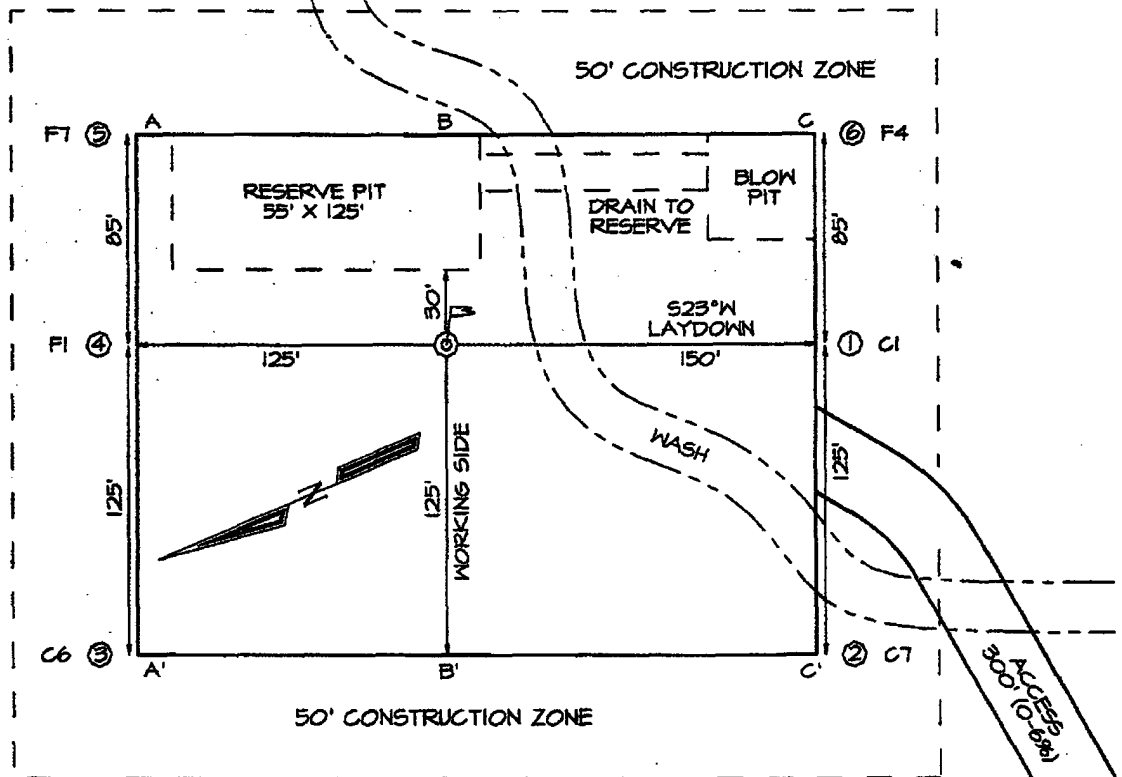 50' CONSTRUCTION ZONE
A
B
C
F7 ⑤
⑥ F4
RESERVE PIT
55' X 125'
BLOW
PIT
DRAIN TO
RESERVE
85'
85'
30'
S23°W
LAYDOWN
F1 ④
① C1
125'
150'
WASH
125'
125'
WORKING SIDE
125'
N
C6 ③
② C7
A'
B'
C'
ACCESS
300' (0-6%)
50' CONSTRUCTION ZONE